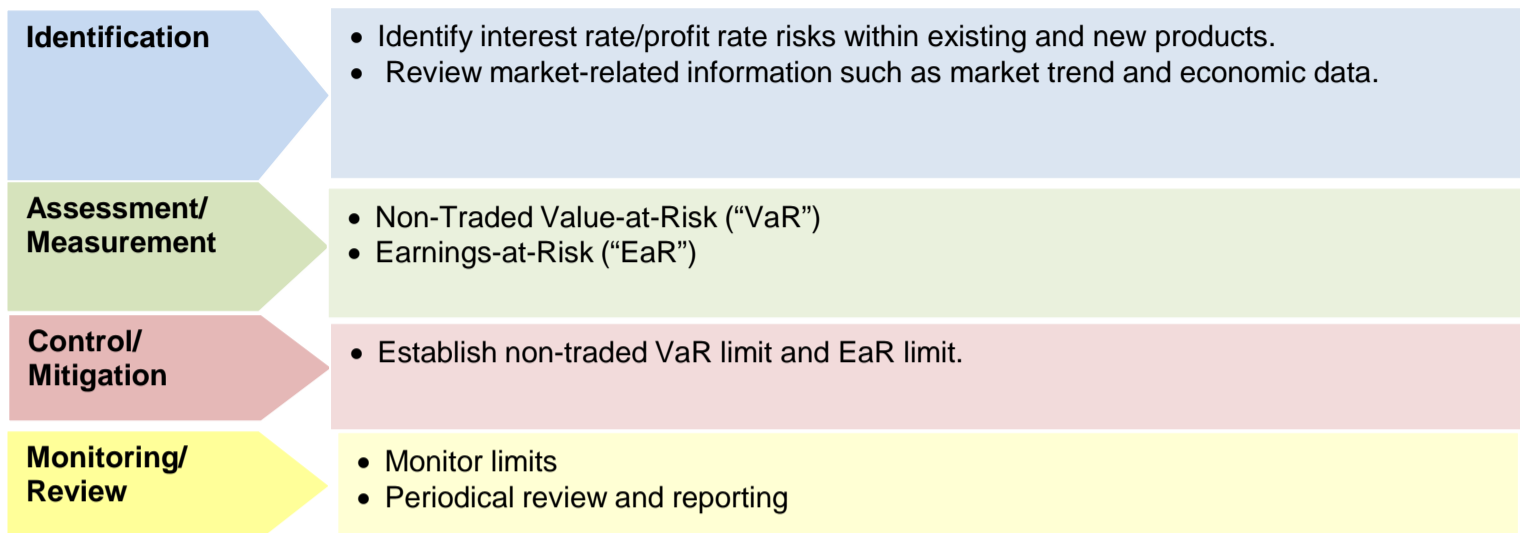 Identification
• Identify interest rate/profit rate risks within existing and new products.
• Review market-related information such as market trend and economic data.
Assessment/
Measurement
• Non-Traded Value-at-Risk (“VaR”)
• Earnings-at-Risk (“EaR”)
Control/
Mitigation
• Establish non-traded VaR limit and EaR limit.
Monitoring/
Review
• Monitor limits
• Periodical review and reporting